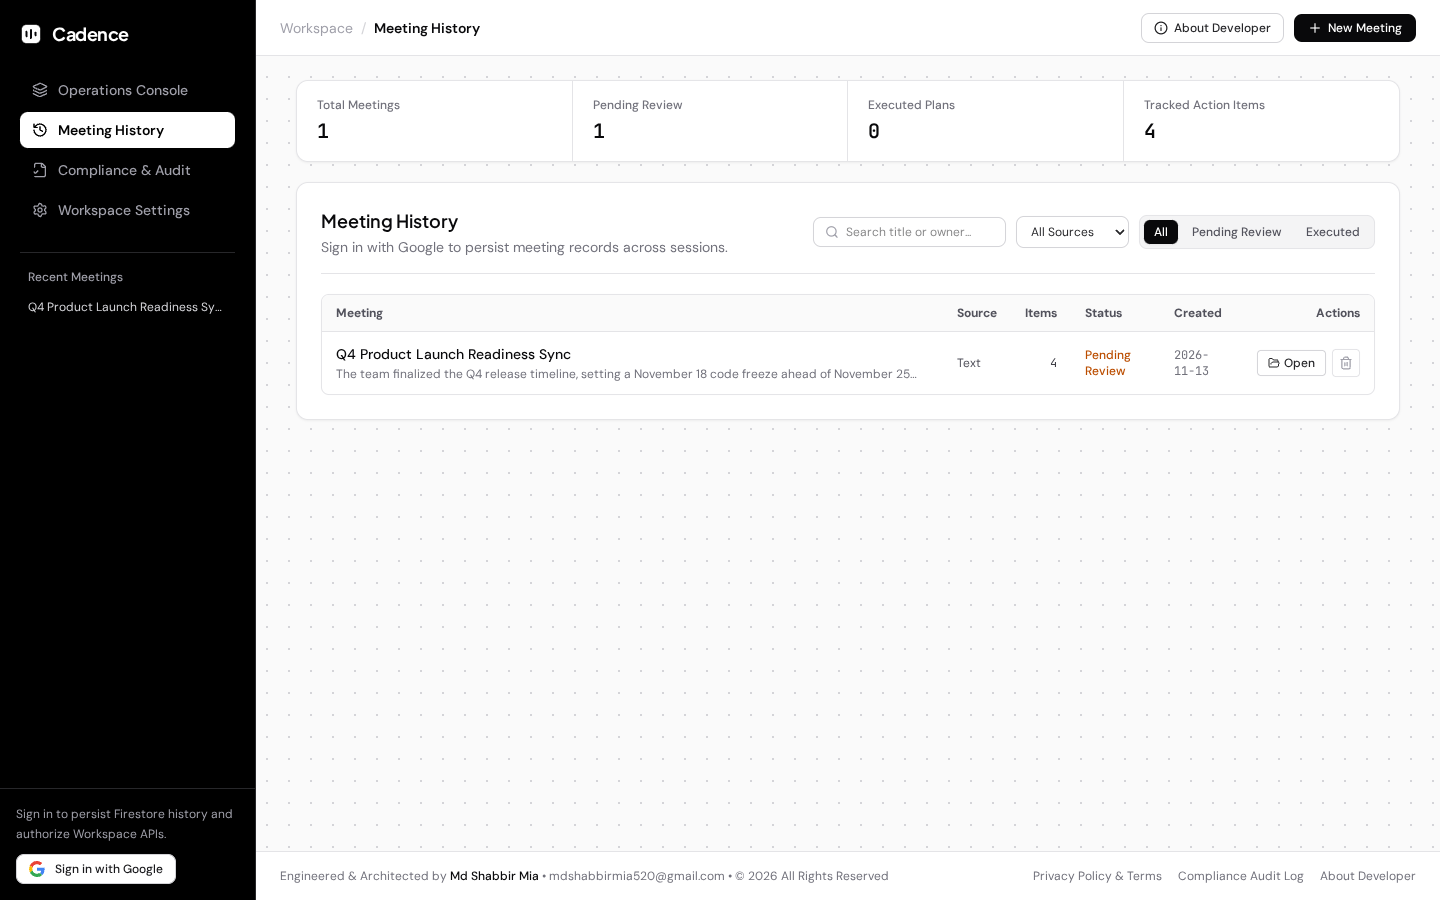 Cadence
Operations Console
Meeting History
Compliance & Audit
Workspace Settings
Recent Meetings
Q4 Product Launch Readiness Sy...
Sign in to persist Firestore history and
authorize Workspace APIs.
Sign in with Google
Workspace / Meeting History
About Developer
New Meeting
Total Meetings
1
Pending Review
1
Executed Plans
0
Tracked Action Items
4
Meeting History
Sign in with Google to persist meeting records across sessions.
Search title or owner...
All Sources
All
Pending Review
Executed
Meeting Source Items Status Created Actions
Q4 Product Launch Readiness Sync
The team finalized the Q4 release timeline, setting a November 18 code freeze ahead of November 25...
Text
4
Pending
Review
2026-
11-13
Open
Engineered & Architected by Md Shabbir Mia • mdshabbirmia520@gmail.com • © 2026 All Rights Reserved
Privacy Policy & Terms
Compliance Audit Log
About Developer